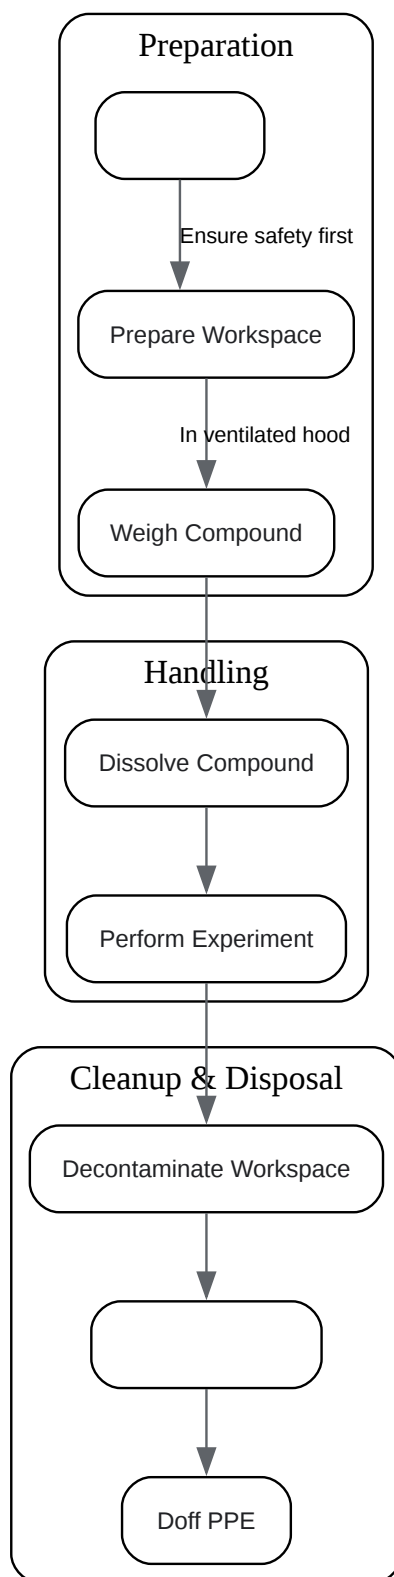 Preparation
Ensure safety first
Prepare Workspace
In ventilated hood
Weigh Compound
Handling
Dissolve Compound
Perform Experiment
Cleanup & Disposal
Decontaminate Workspace
Doff PPE